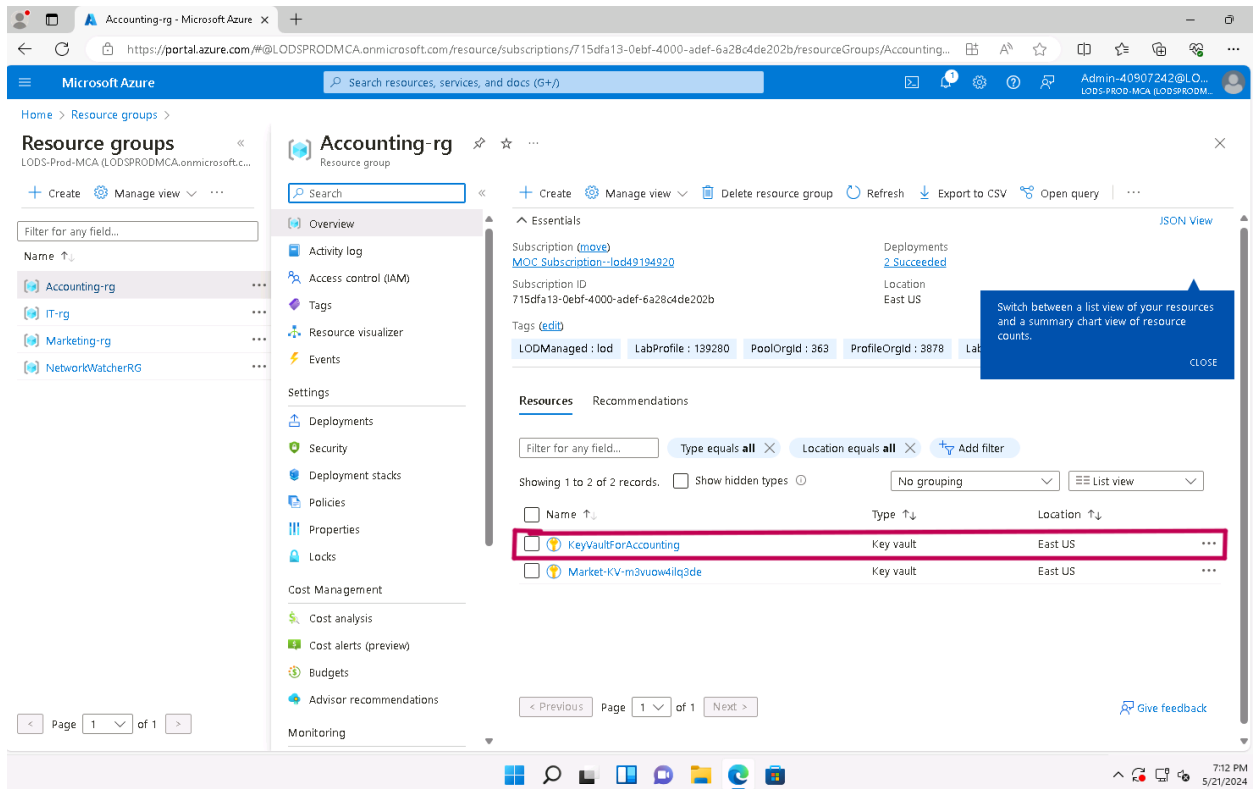 Accounting-rg - Microsoft Azure
https://portal.azure.com/#@LODSPRODMCA.onmicrosoft.com/resource/subscriptions/715dfa13-0ebf-4000-adef-6a28c4de202b/resourceGroups/Accounting...
Microsoft Azure
Search resources, services, and docs (G+/)
1
Admin-40907242@LO...
LODS-PROD-MCA (LODSPRODM...
Home > Resource groups >
Resource groups
LODS-Prod-MCA (LODSPRODMCA.onmicrosoft.c...
Create
Manage view
Filter for any field...
Name
Accounting-rg
IT-rg
Marketing-rg
NetworkWatcherRG
< Page 1 of 1 >
Accounting-rg
Resource group
Search
Overview
Activity log
Access control (IAM)
Tags
Resource visualizer
Events
Settings
Deployments
Security
Deployment stacks
Policies
Properties
Locks
Cost Management
Cost analysis
Cost alerts (preview)
Budgets
Advisor recommendations
Monitoring
Create
Manage view
Delete resource group
Refresh
Export to CSV
Open query
Essentials
JSON View
Subscription (move)
MOC Subscription--lod49194920
Subscription ID
715dfa13-0ebf-4000-adef-6a28c4de202b
Deployments
2 Succeeded
Location
East US
Tags (edit)
LODManaged : lod
LabProfile : 139280
PoolOrgId : 363
ProfileOrgId : 3878
Lab
Switch between a list view of your resources
and a summary chart view of resource
counts.
CLOSE
Resources
Recommendations
Filter for any field...
Type equals all
Location equals all
Add filter
Showing 1 to 2 of 2 records.
Show hidden types
No grouping
List view
Name Type Location
KeyVaultForAccounting Key vault East US
Market-KV-m3vuow4ilq3de Key vault East US
< Previous Page 1 of 1 Next >
Give feedback
7:12 PM
5/21/2024